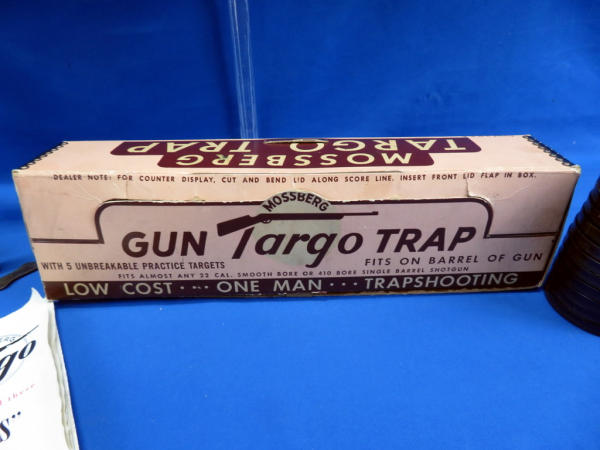 MOSSBERG
TARGO TRAP
DEALER NOTE: FOR COUNTER DISPLAY, CUT AND BEND LID ALONG SCORE LINE. INSERT FRONT LID FLAP IN BOX.
MOSSBERG
GUN Targo TRAP
WITH 5 UNBREAKABLE PRACTICE TARGETS
FITS ON BARREL OF GUN
FITS ALMOST ANY 22 CAL. SMOOTH BORE OR 410 BORE SINGLE BARREL SHOTGUN
LOW COST ... ONE MAN ... TRAPSHOOTING